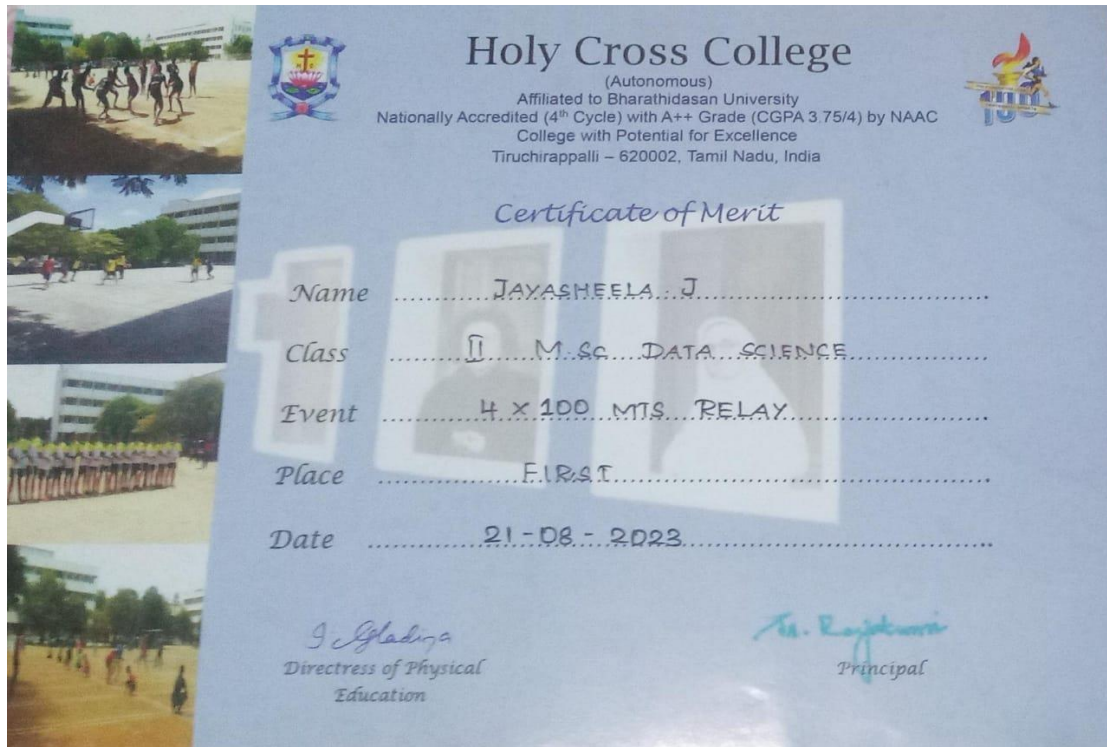 Holy Cross College
(Autonomous)
Affiliated to Bharathidasan University
Nationally Accredited (4th Cycle) with A++ Grade (CGPA 3.75/4) by NAAC
College with Potential for Excellence
Tiruchirappalli – 620002, Tamil Nadu, India
100
Certificate of Merit
Name JAYASHEELA . J
Class II M.Sc DATA SCIENCE
Event 4 X 100 MTS RELAY
Place FIRST
Date 21-08-2023
Directress of Physical
Education
Principal